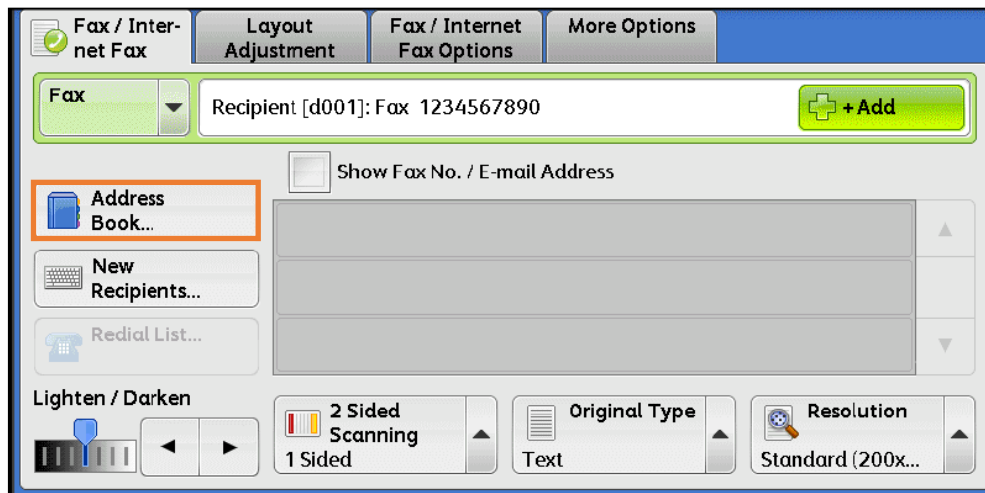 Fax / Inter-
net Fax
Layout
Adjustment
Fax / Internet
Fax Options
More Options
Fax
Recipient [d001]: Fax 1234567890
+ Add
Show Fax No. / E-mail Address
Address
Book...
New
Recipients...
Redial List...
Lighten / Darken
2 Sided
Scanning
1 Sided
Original Type
Text
Resolution
Standard (200x...